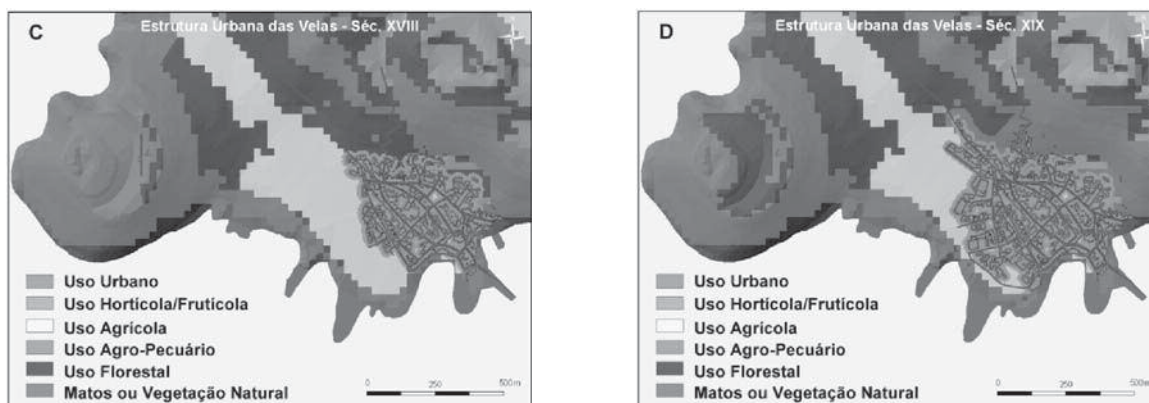 C
Estrutura Urbana das Velas - Séc. XVIII
Uso Urbano
Uso Hortícola/Frutícola
Uso Agrícola
Uso Agro-Pecuário
Uso Florestal
Matos ou Vegetação Natural
0 250 500m
D
Estrutura Urbana das Velas - Séc. XIX
Uso Urbano
Uso Hortícola/Frutícola
Uso Agrícola
Uso Agro-Pecuário
Uso Florestal
Matos ou Vegetação Natural
0 250 500m